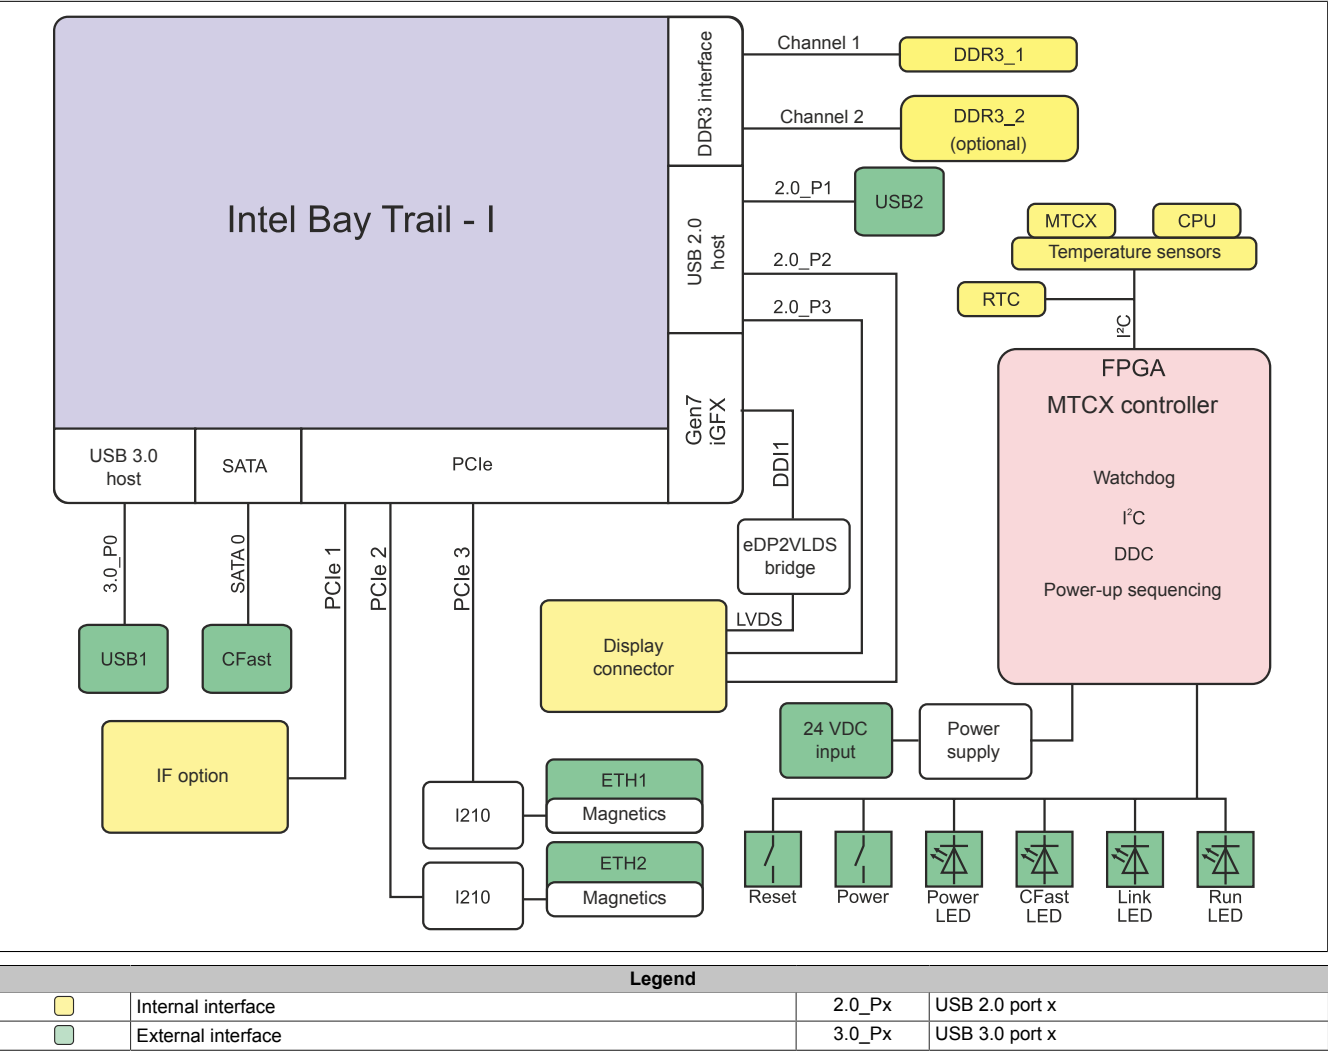 Intel Bay Trail - I
DDR3 interface
Channel 1
DDR3_1
Channel 2
DDR3_2
(optional)
USB 2.0
host
2.0_P1
USB2
2.0_P2
2.0_P3
MTCX
CPU
Temperature sensors
RTC
I²C
FPGA
MTCX controller
Watchdog
I²C
DDC
Power-up sequencing
Gen7
iGFX
DDI1
eDP2VLDS
bridge
LVDS
Display
connector
USB 3.0
host
SATA
PCIe
3.0_P0
SATA 0
PCIe 1
PCIe 2
PCIe 3
USB1
CFast
IF option
I210
ETH1
Magnetics
I210
ETH2
Magnetics
24 VDC
input
Power
supply
Reset
Power
Power
LED
CFast
LED
Link
LED
Run
LED
Legend
Internal interface
2.0_Px
USB 2.0 port x
External interface
3.0_Px
USB 3.0 port x